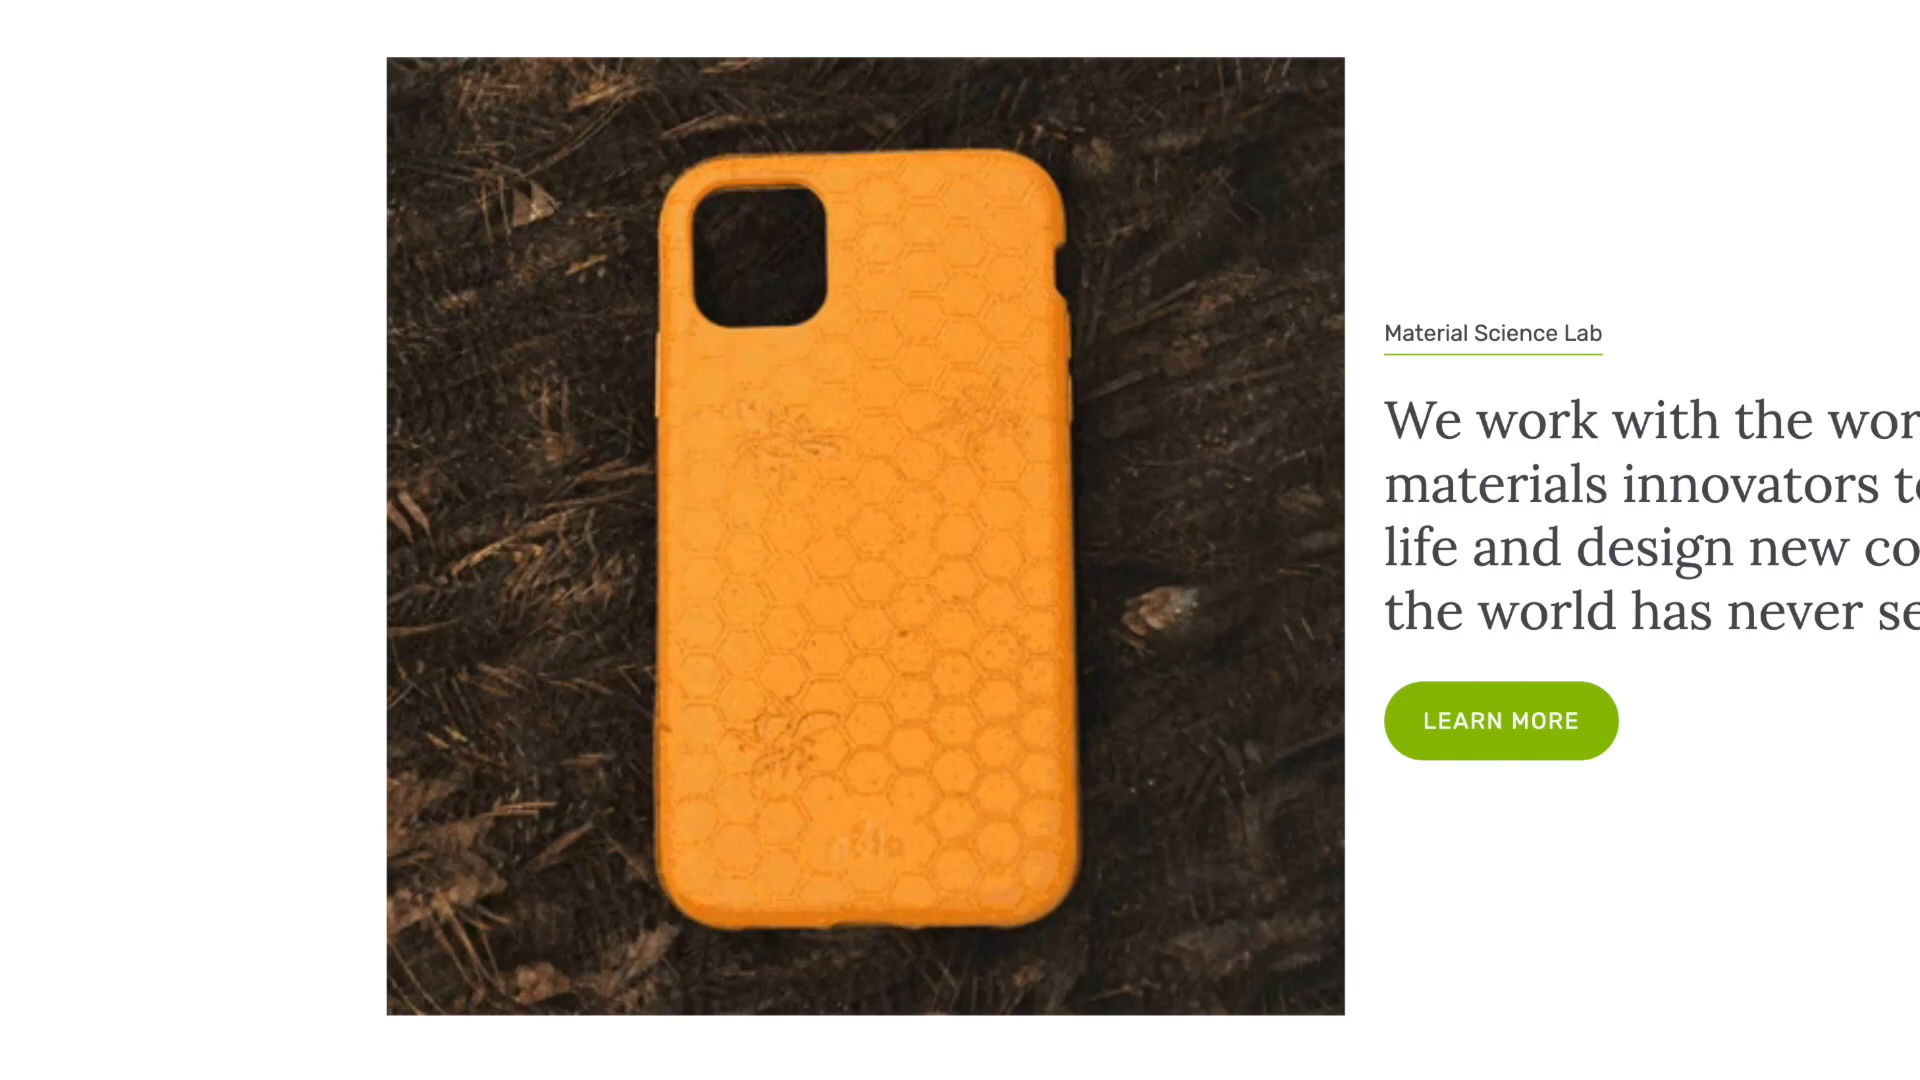 Material Science Lab
We work with the wor
materials innovators t
life and design new co
the world has never se
LEARN MORE